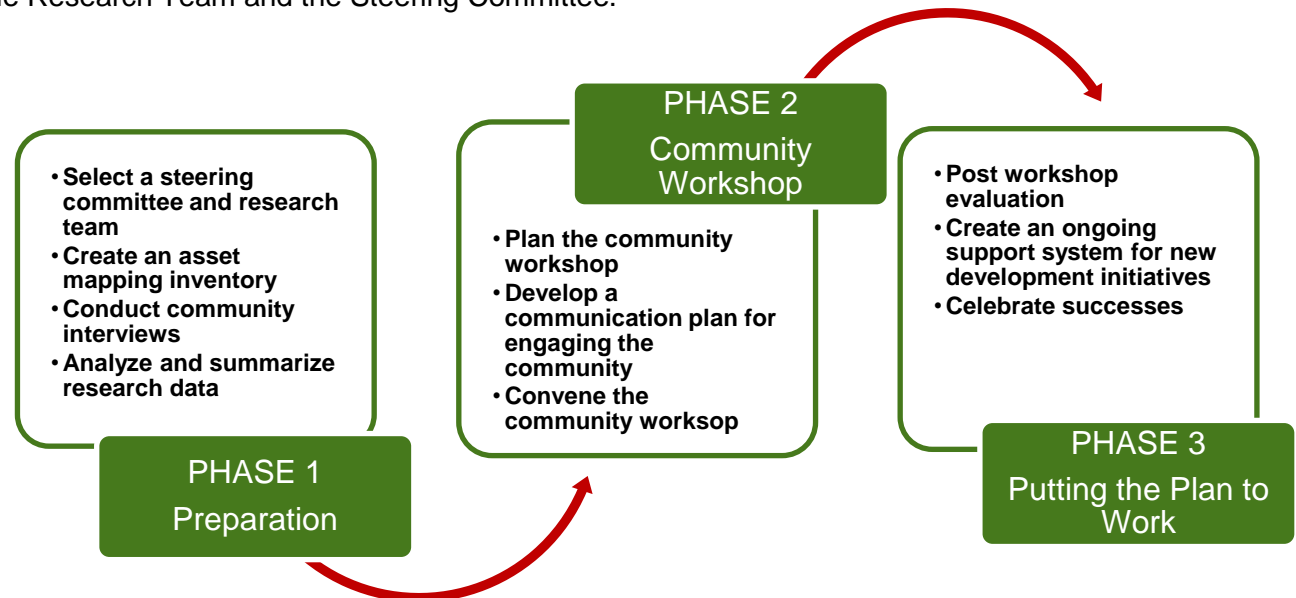 Research Team and the Steering Committee.
• Select a steering
committee and research
team
• Create an asset
mapping inventory
• Conduct community
interviews
• Analyze and summarize
research data
PHASE 1
Preparation
PHASE 2
Community
Workshop
• Plan the community
workshop
• Develop a
communication plan for
engaging the
community
• Convene the
community worksop
• Post workshop
evaluation
• Create an ongoing
support system for new
development initiatives
• Celebrate successes
PHASE 3
Putting the Plan to
Work